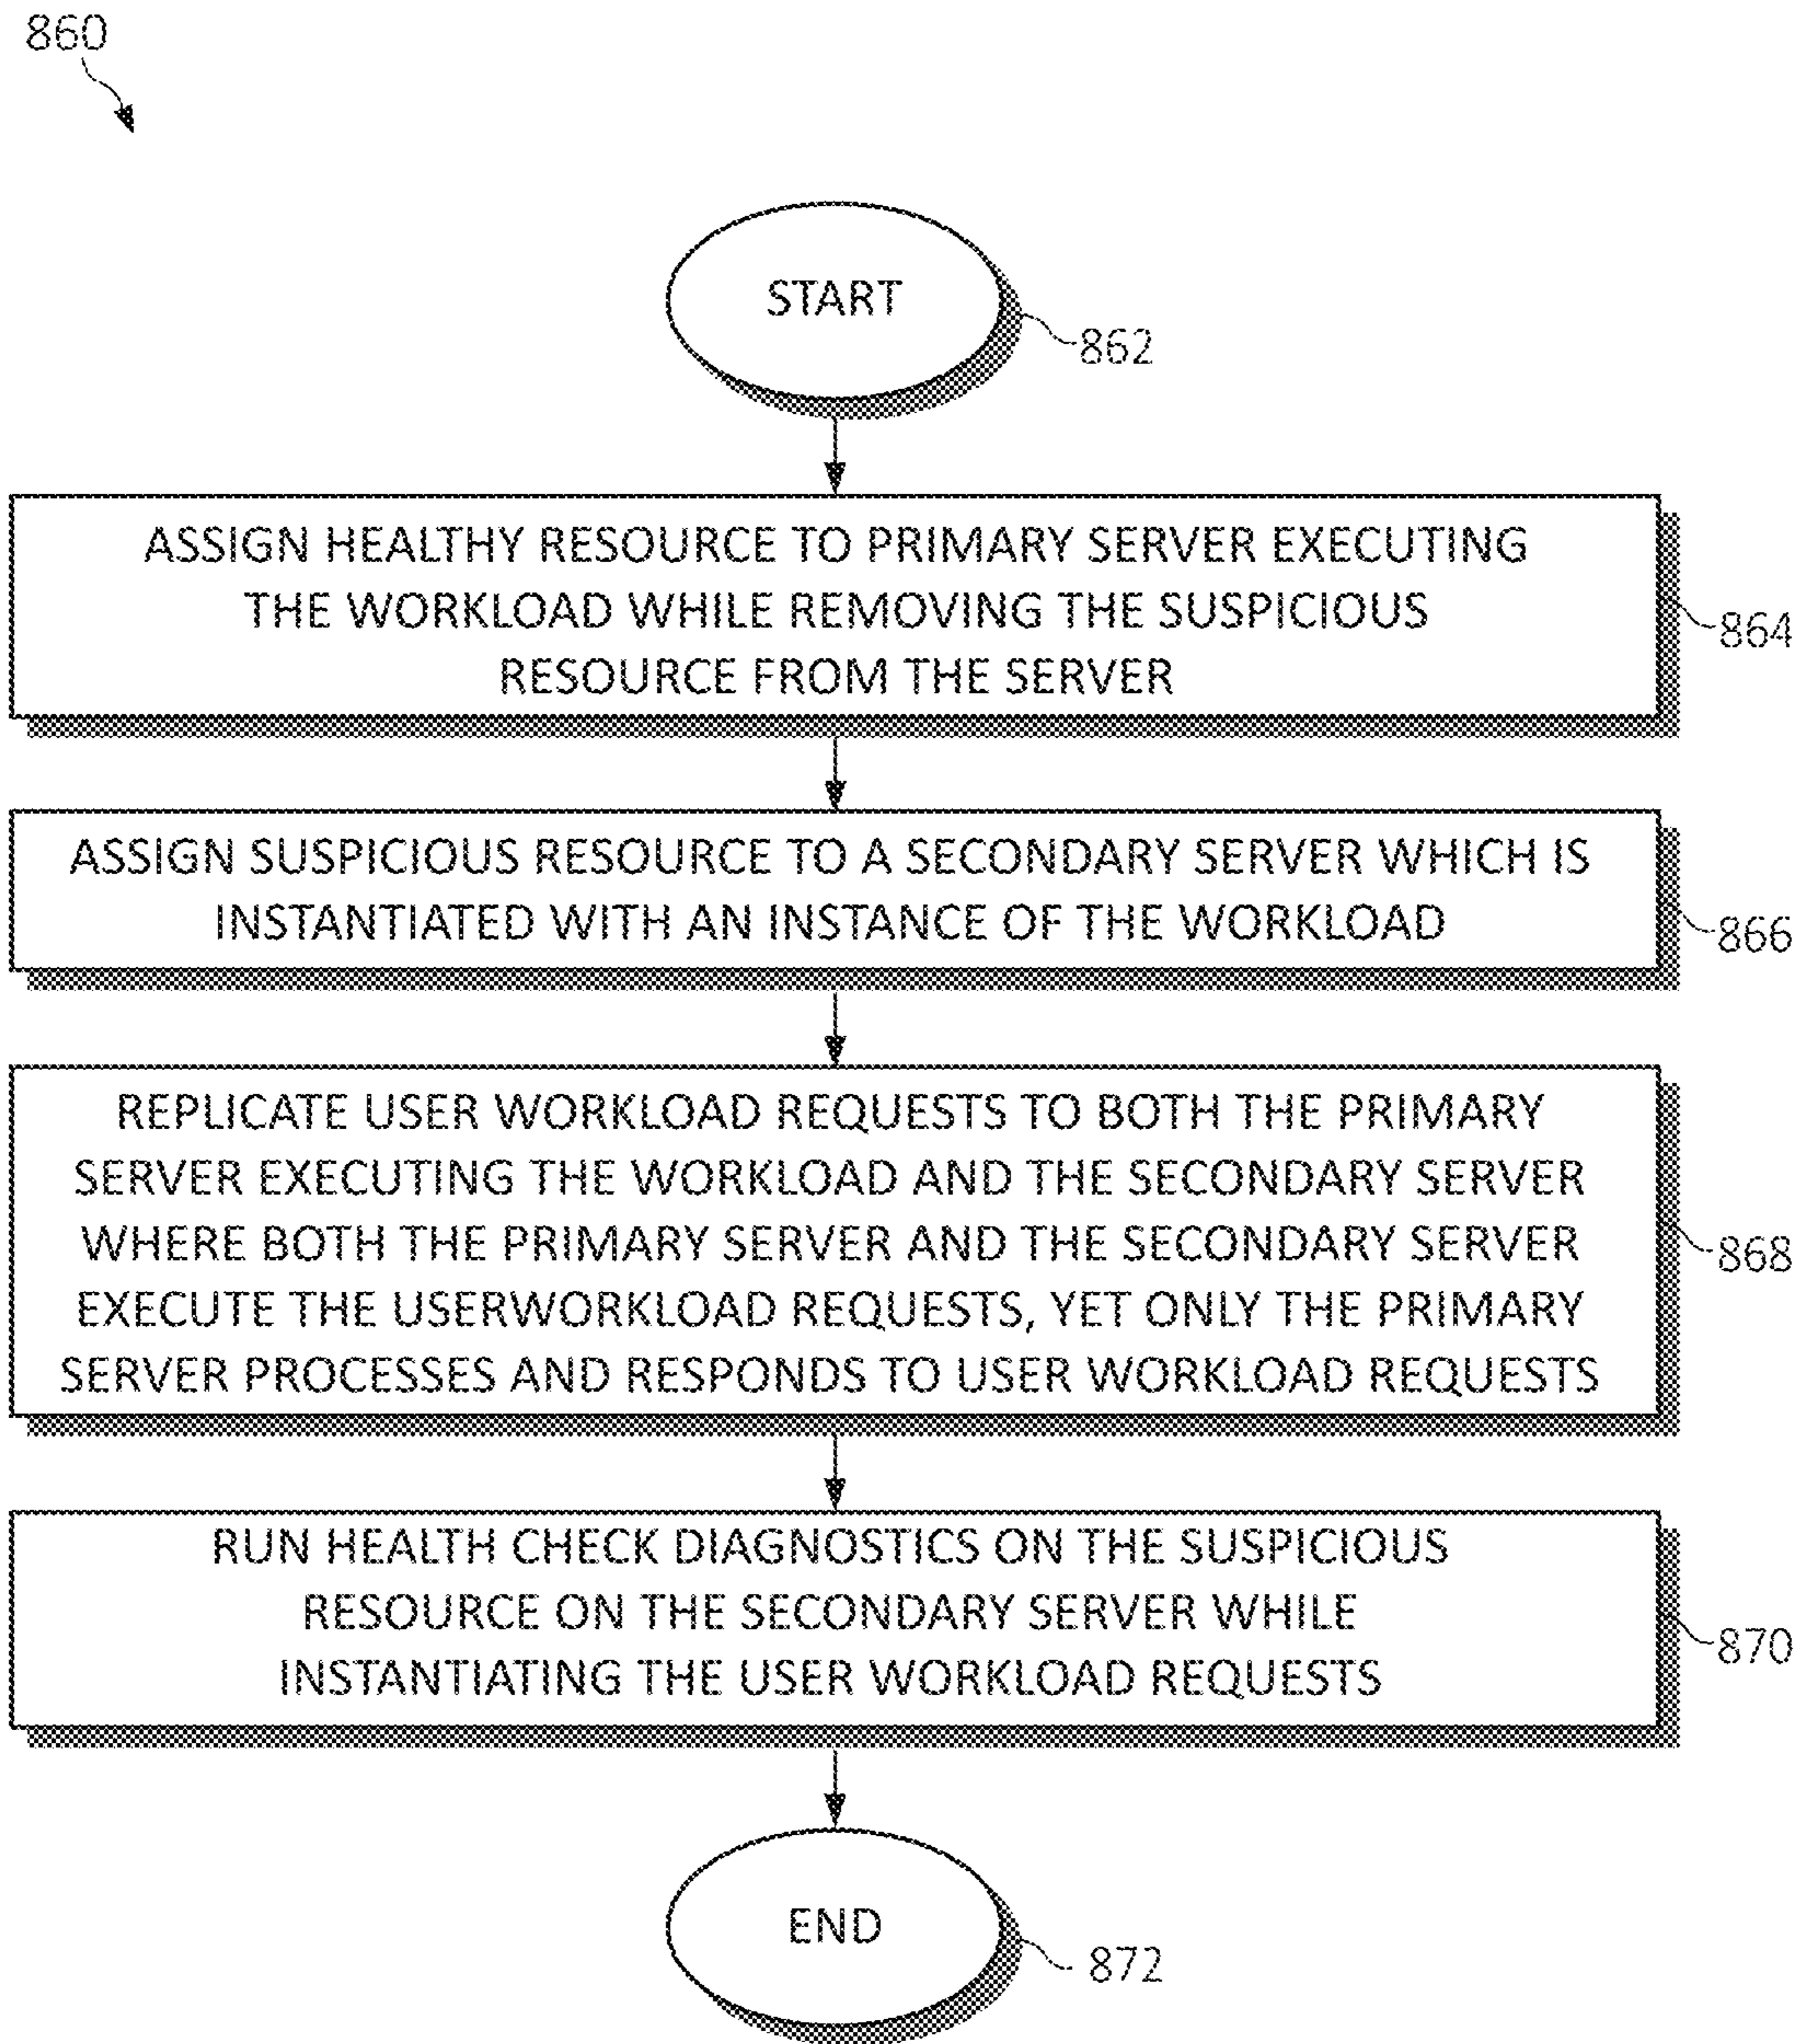 860
START
862
ASSIGN HEALTHY RESOURCE TO PRIMARY SERVER EXECUTING
THE WORKLOAD WHILE REMOVING THE SUSPICIOUS
RESOURCE FROM THE SERVER
864
ASSIGN SUSPICIOUS RESOURCE TO A SECONDARY SERVER WHICH IS
INSTANTIATED WITH AN INSTANCE OF THE WORKLOAD
866
REPLICATE USER WORKLOAD REQUESTS TO BOTH THE PRIMARY
SERVER EXECUTING THE WORKLOAD AND THE SECONDARY SERVER
WHERE BOTH THE PRIMARY SERVER AND THE SECONDARY SERVER
EXECUTE THE USERWORKLOAD REQUESTS, YET ONLY THE PRIMARY
SERVER PROCESSES AND RESPONDS TO USER WORKLOAD REQUESTS
868
RUN HEALTH CHECK DIAGNOSTICS ON THE SUSPICIOUS
RESOURCE ON THE SECONDARY SERVER WHILE
INSTANTIATING THE USER WORKLOAD REQUESTS
870
END
872